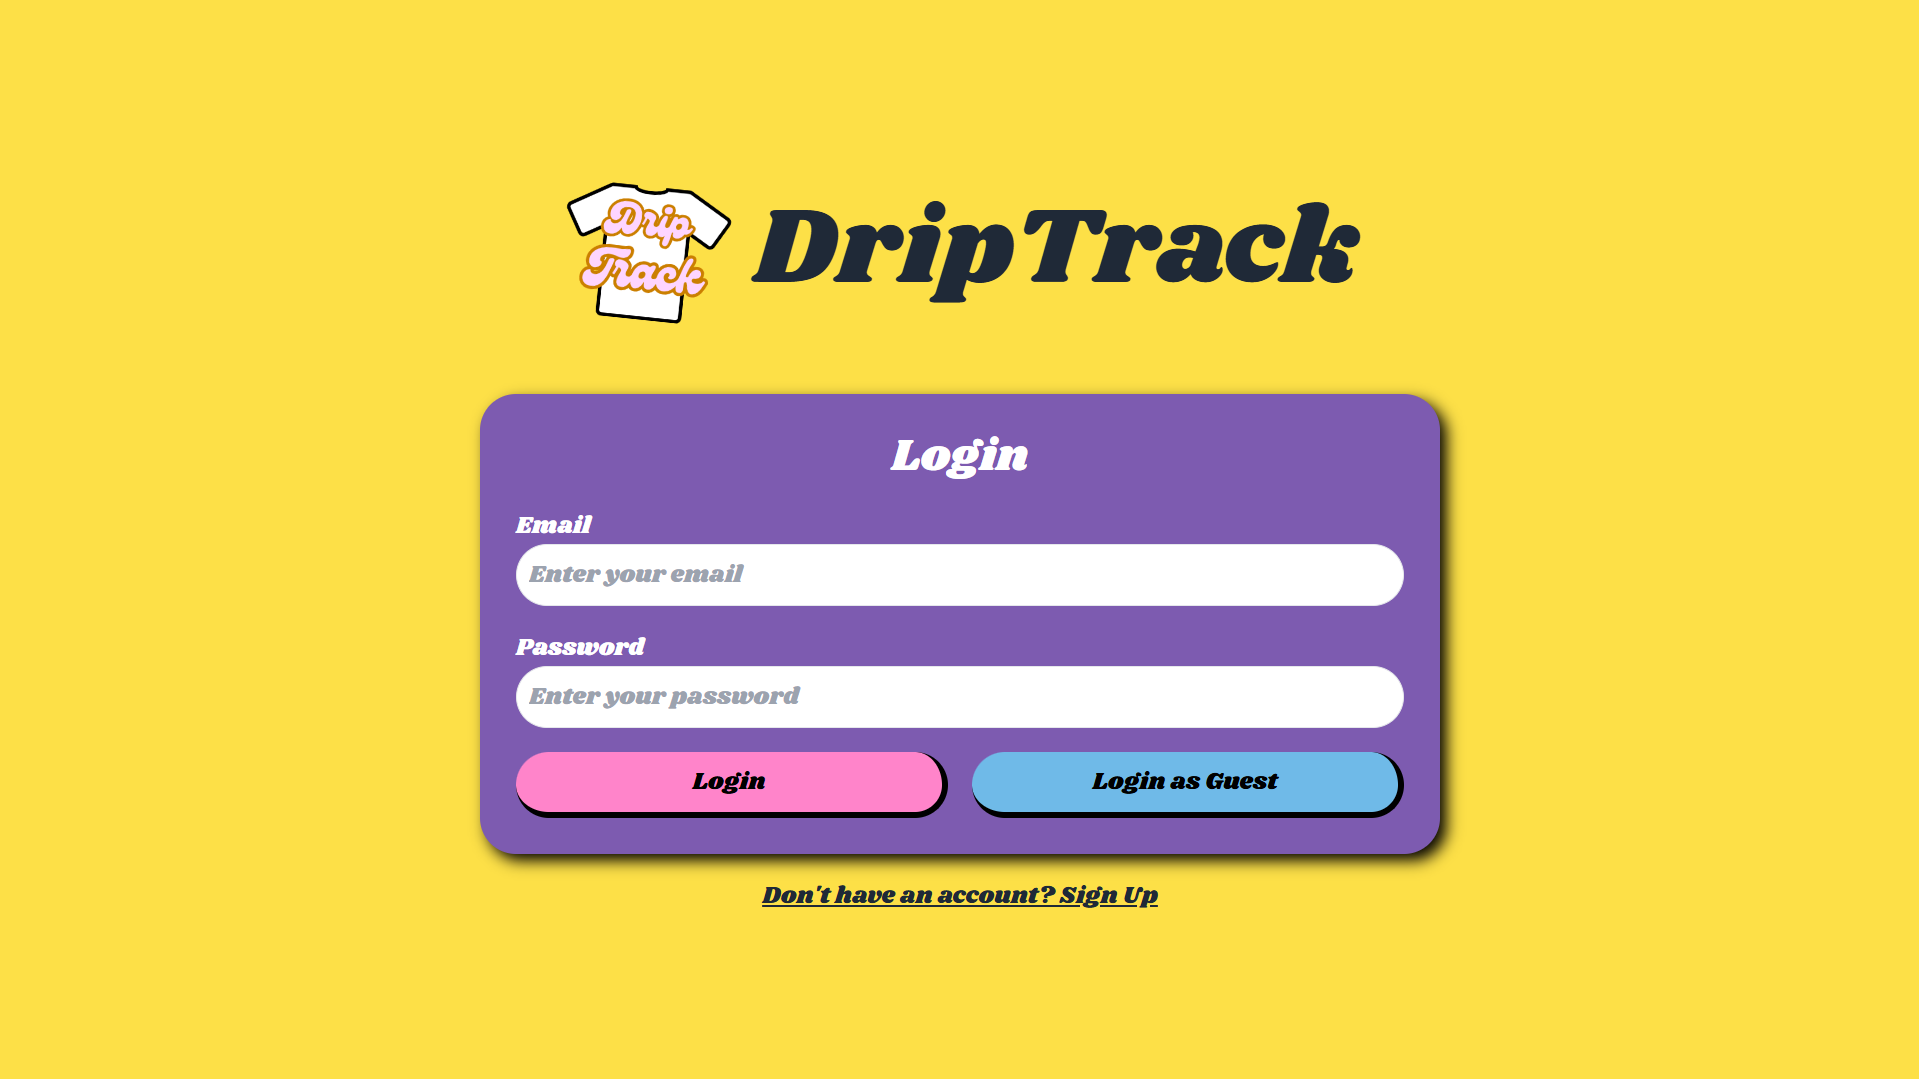 Drip
Track
DripTrack
Login
Email
Enter your email
Password
Enter your password
Login
Login as Guest
Don't have an account? Sign Up